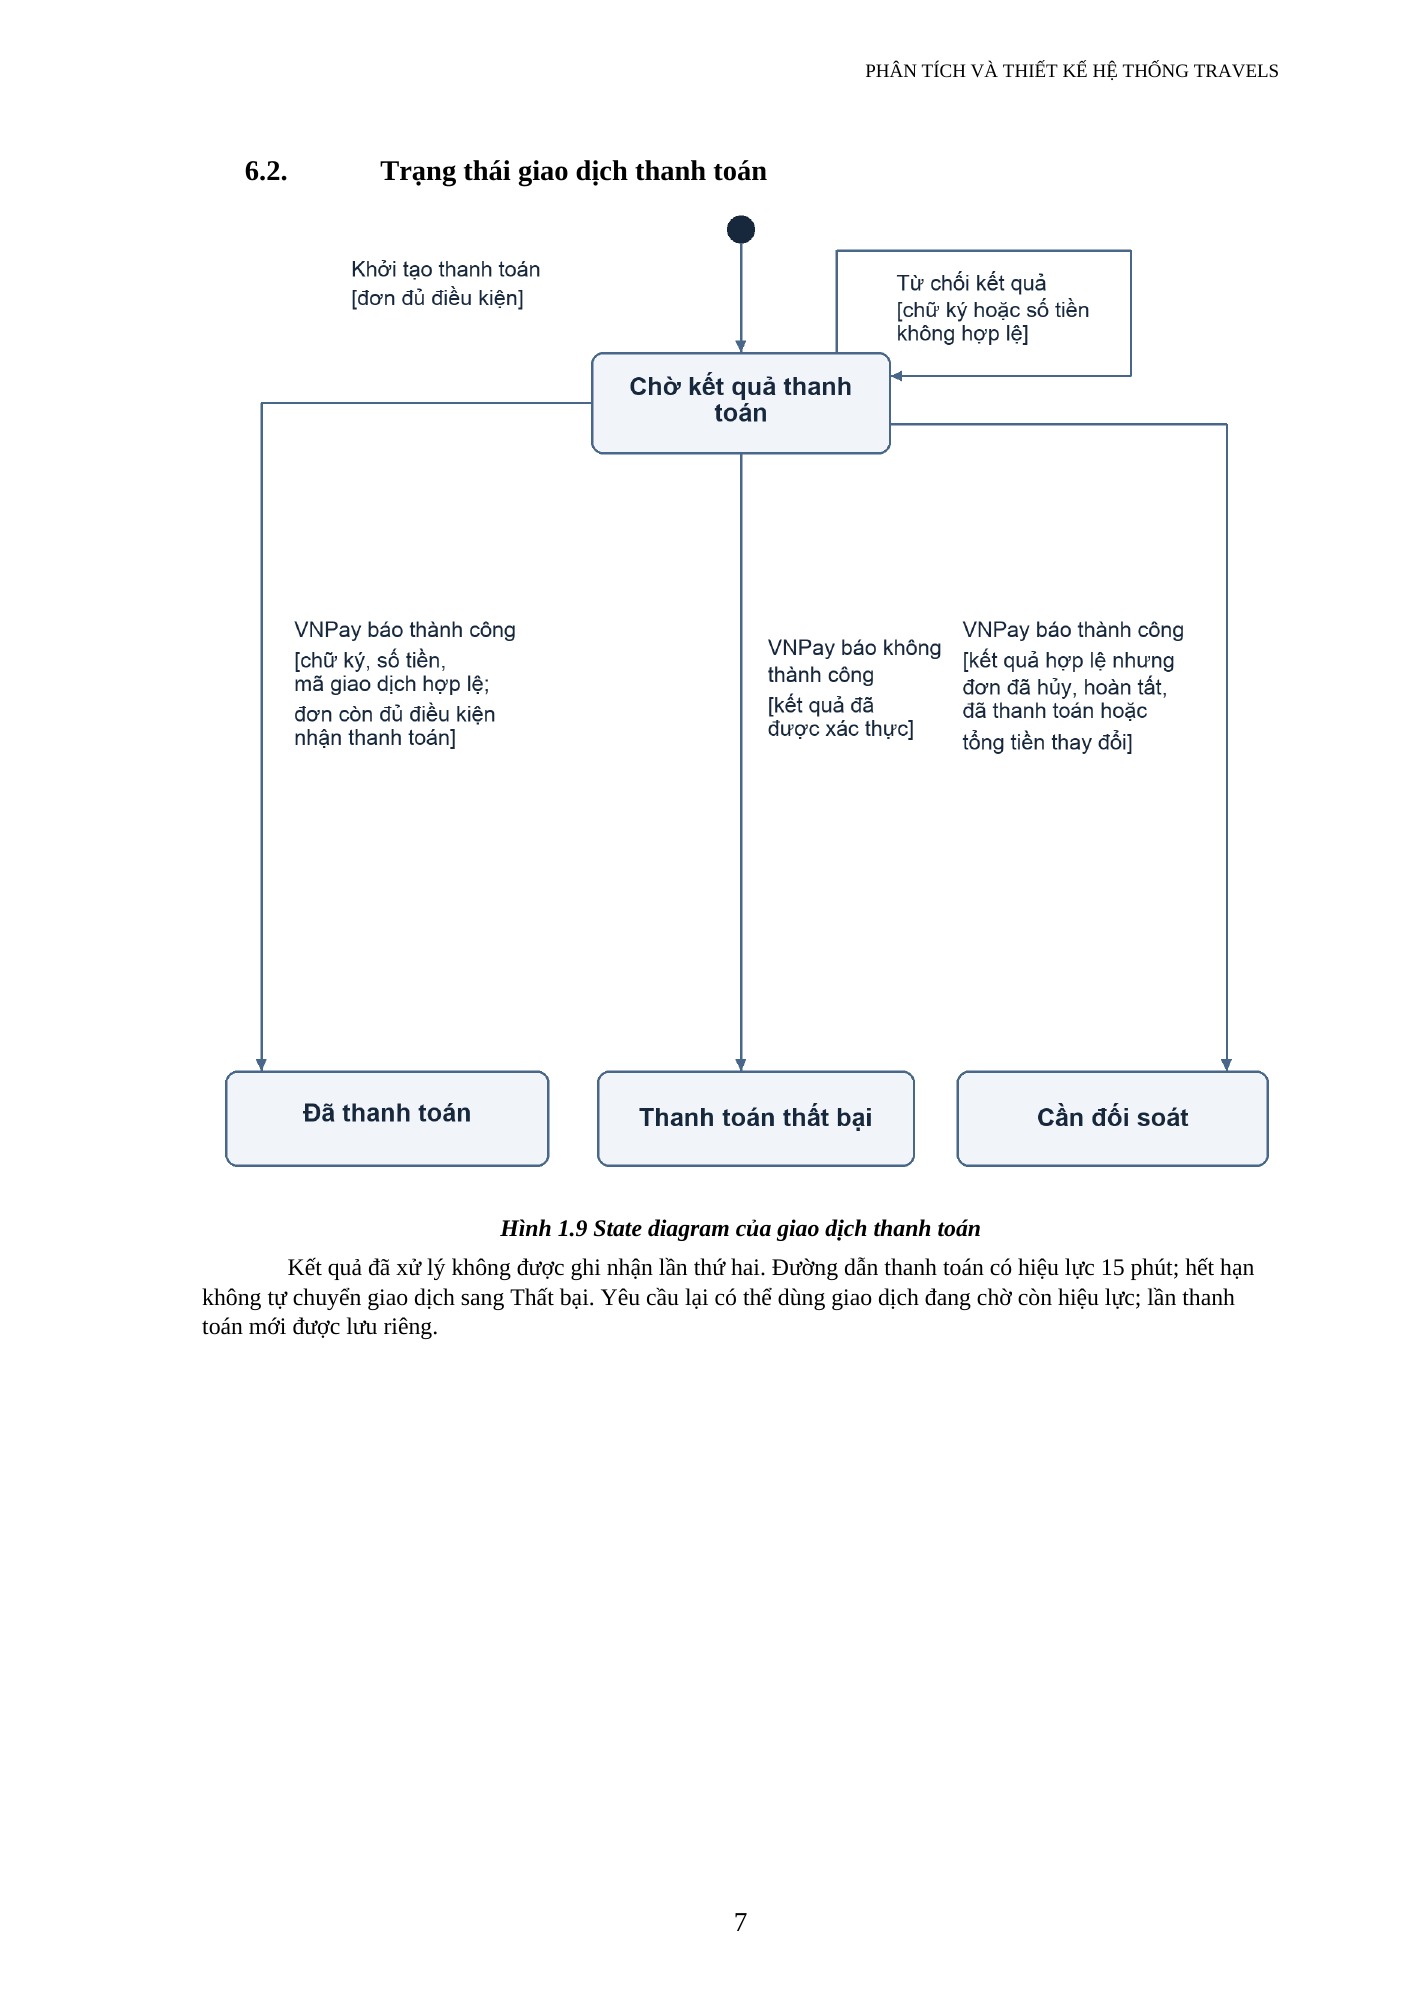 PHÂN TÍCH VÀ THIẾT KẾ HỆ THỐNG TRAVELS
6.2. Trạng thái giao dịch thanh toán
Khởi tạo thanh toán
[đơn đủ điều kiện]
Từ chối kết quả
[chữ ký hoặc số tiền
không hợp lệ]
Chờ kết quả thanh
toán
VNPay báo thành công
[chữ ký, số tiền,
mã giao dịch hợp lệ;
đơn còn đủ điều kiện
nhận thanh toán]
VNPay báo không
thành công
[kết quả đã
được xác thực]
VNPay báo thành công
[kết quả hợp lệ nhưng
đơn đã hủy, hoàn tất,
đã thanh toán hoặc
tổng tiền thay đổi]
Đã thanh toán
Thanh toán thất bại
Cần đối soát
Hình 1.9 State diagram của giao dịch thanh toán
Kết quả đã xử lý không được ghi nhận lần thứ hai. Đường dẫn thanh toán có hiệu lực 15 phút; hết hạn
không tự chuyển giao dịch sang Thất bại. Yêu cầu lại có thể dùng giao dịch đang chờ còn hiệu lực; lần thanh
toán mới được lưu riêng.
7